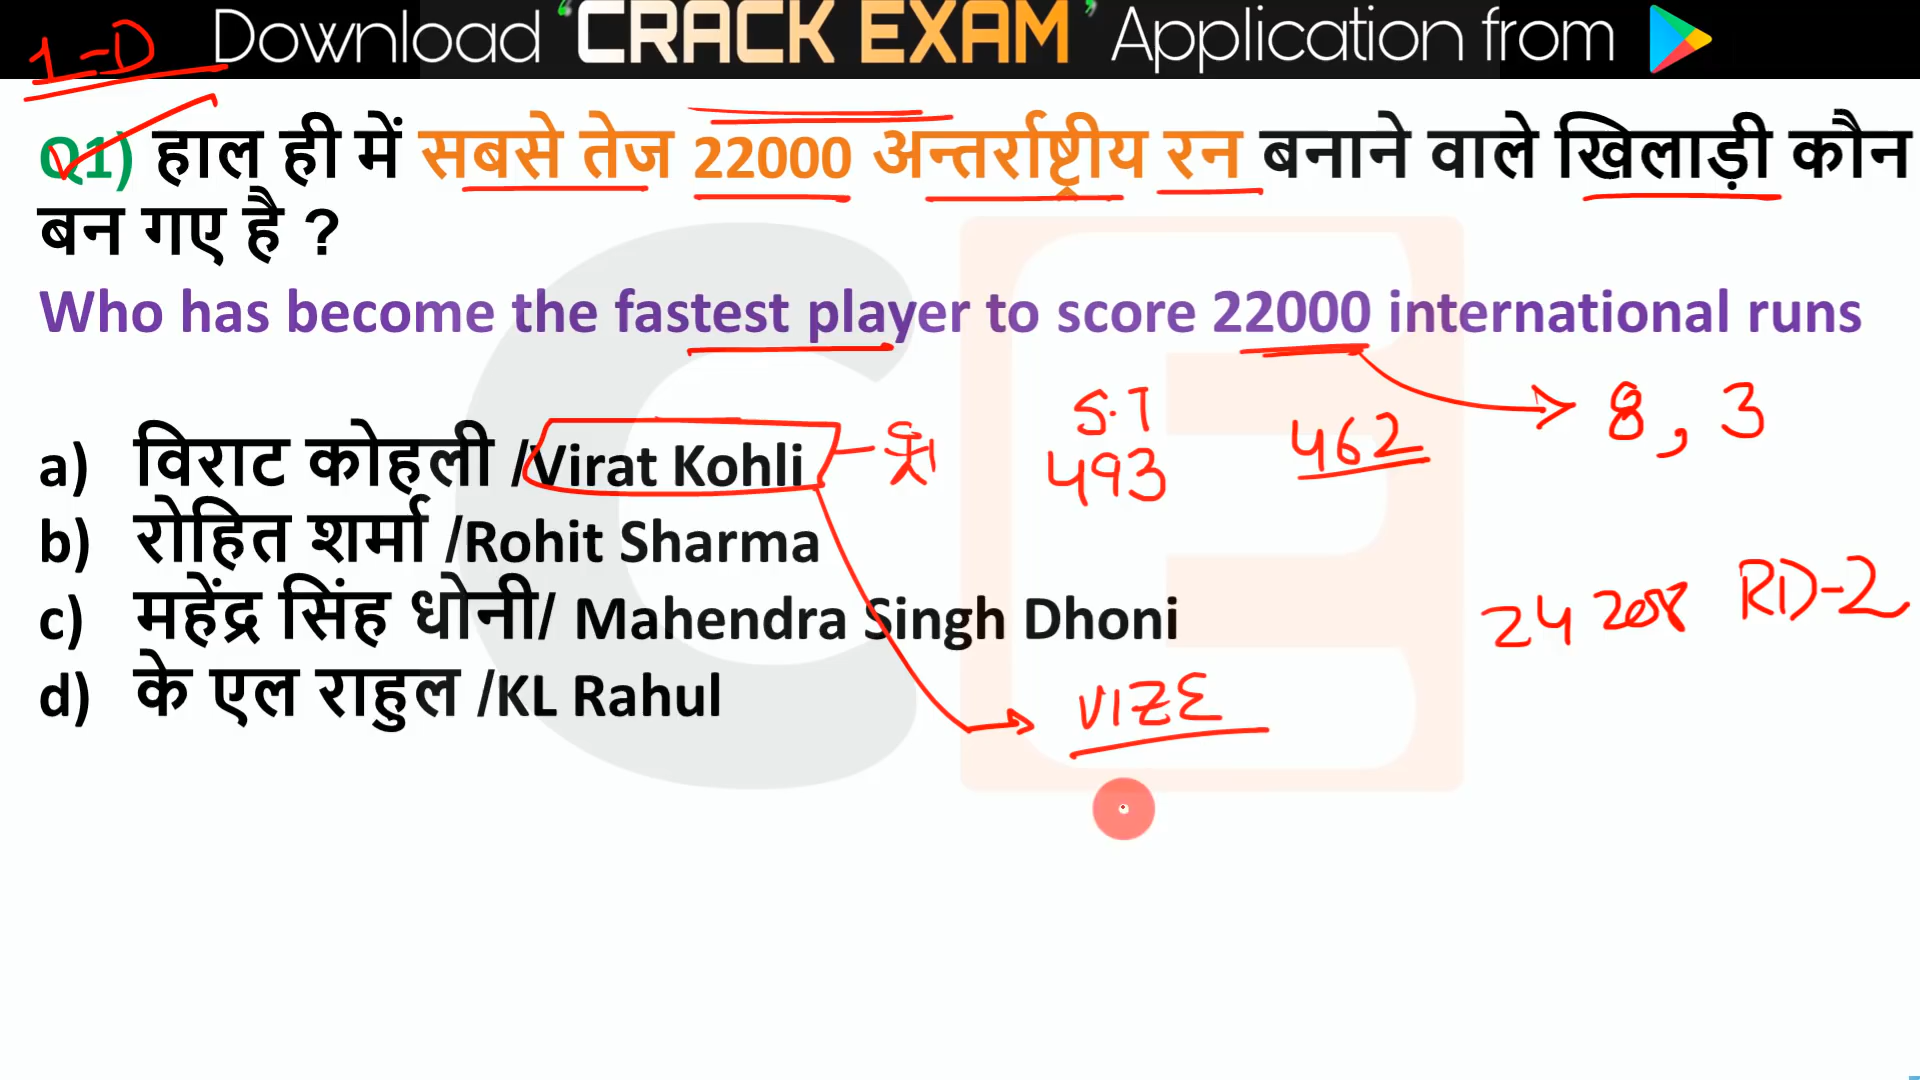 1-D Download ‘CRACK EXAM’ Application from
Q1) हाल ही में सबसे तेज 22000 अन्तर्राष्ट्रीय रन बनाने वाले खिलाड़ी कौन
बन गए है ?
Who has become the fastest player to score 22000 international runs
8, 3
S.T
493
462
a) विराट कोहली /Virat Kohli
b) रोहित शर्मा /Rohit Sharma
24208 RD-2
c) महेंद्र सिंह धोनी/ Mahendra Singh Dhoni
d) के एल राहुल /KL Rahul
VIZE